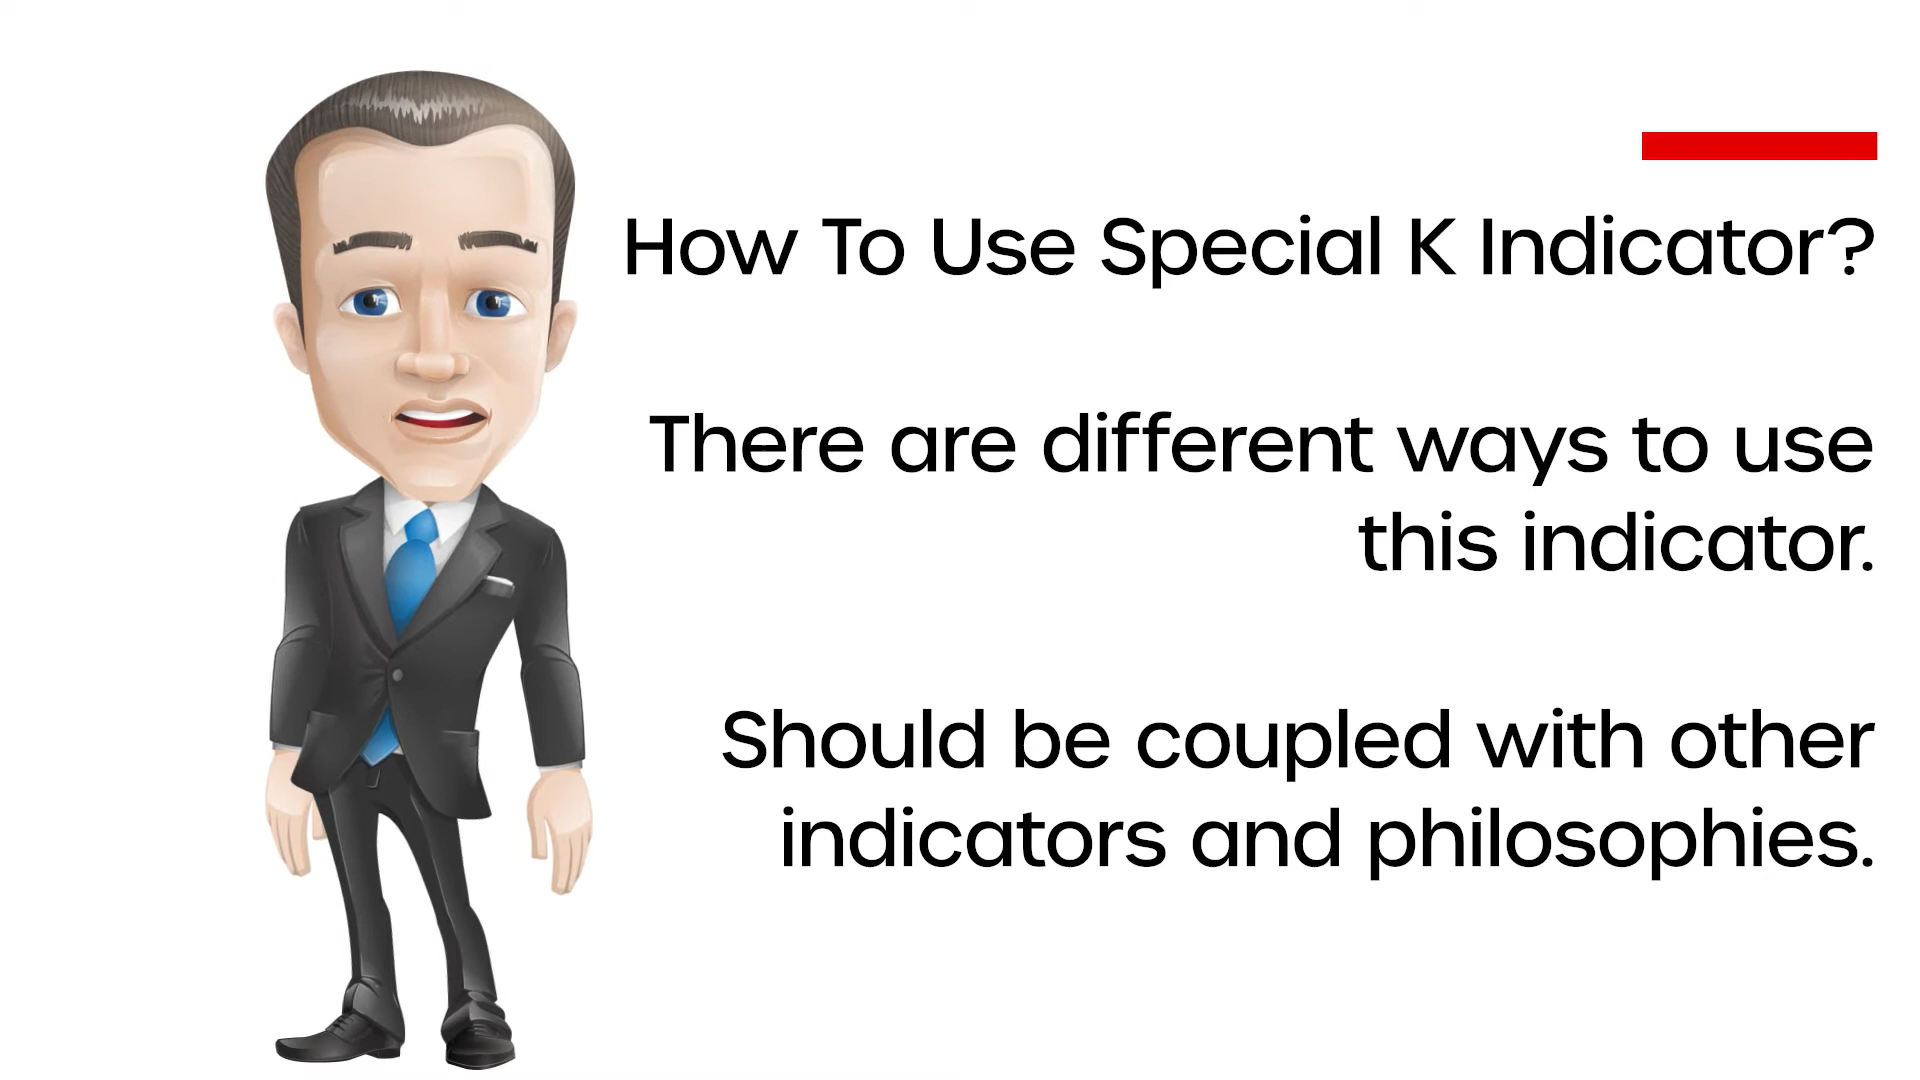 How To Use Special K Indicator?
There are different ways to use
this indicator.
Should be coupled with other
indicators and philosophies.